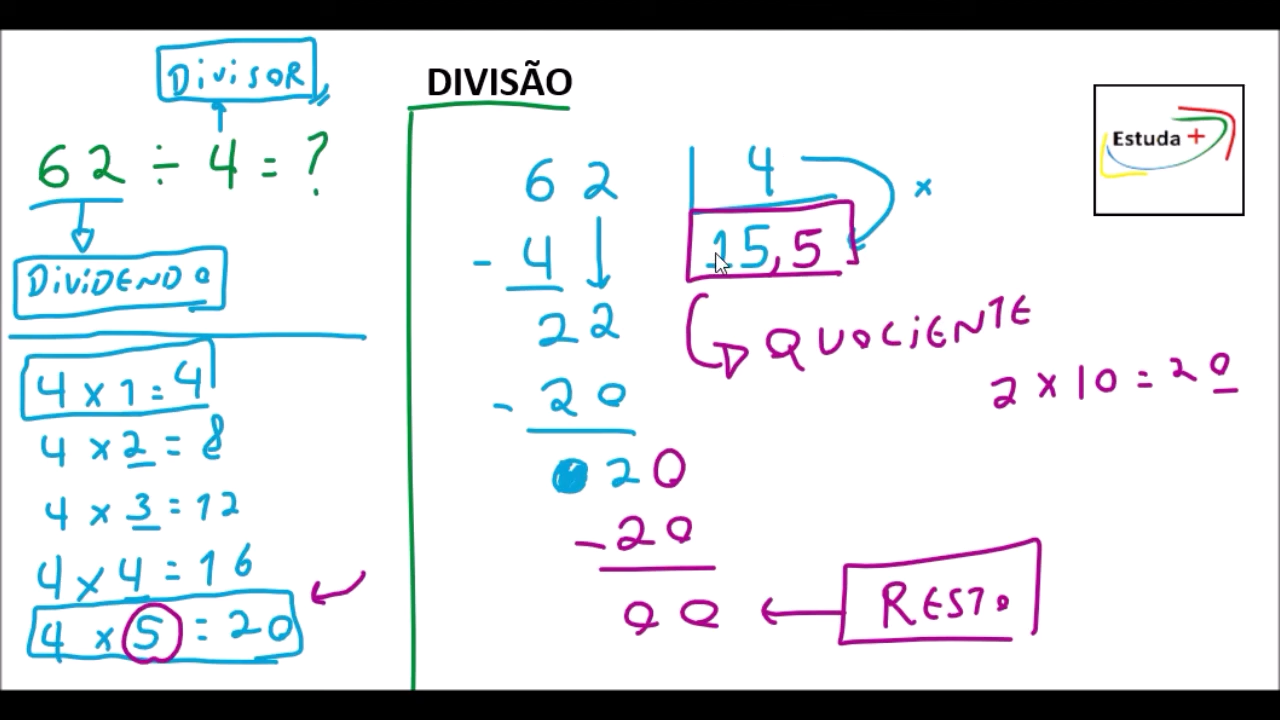 DiViSOR
62 ÷ 4 = ?
DiViDENDO
4 x 1 = 4
4 x 2 = 8
4 x 3 = 12
4 x 4 = 16
4 x 5 = 20
DIVISÃO
62 4
x
- 4 15,5
22
QUOCiENTE
- 20
2 x 10 = 20
020
- 20
00
RESTO
Estuda +